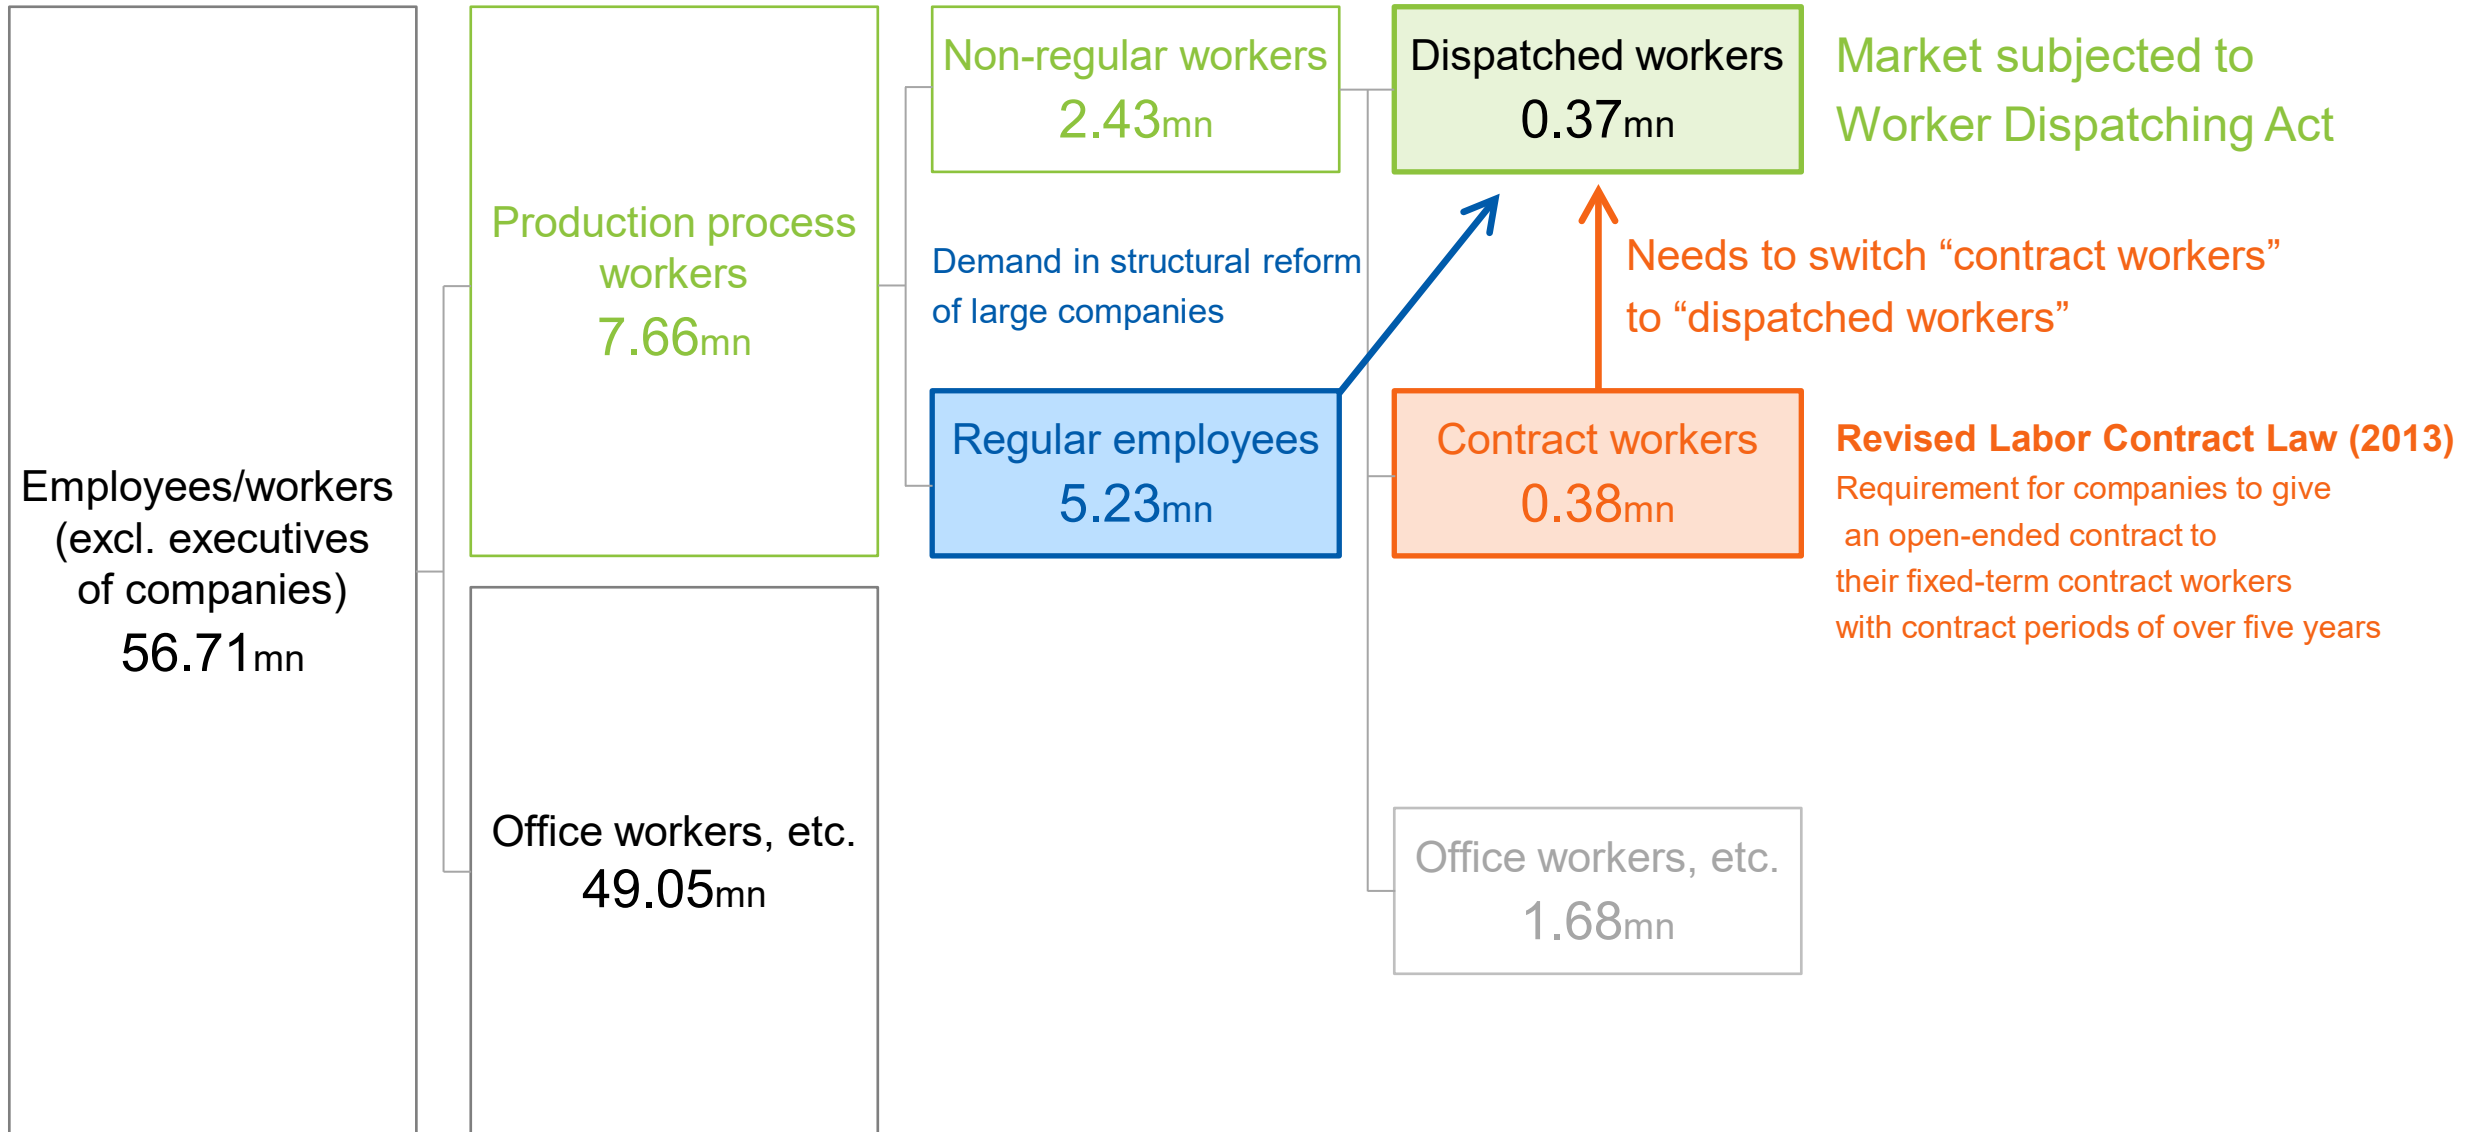 Employees/workers
(excl. executives
of companies)
56.71mn
Production process
workers
7.66mn
Office workers, etc.
49.05mn
Non-regular workers
2.43mn
Demand in structural reform
of large companies
Regular employees
5.23mn
Dispatched workers
0.37mn
Market subjected to
Worker Dispatching Act
Needs to switch “contract workers”
to “dispatched workers”
Contract workers
0.38mn
Revised Labor Contract Law (2013)
Requirement for companies to give
an open-ended contract to
their fixed-term contract workers
with contract periods of over five years
Office workers, etc.
1.68mn